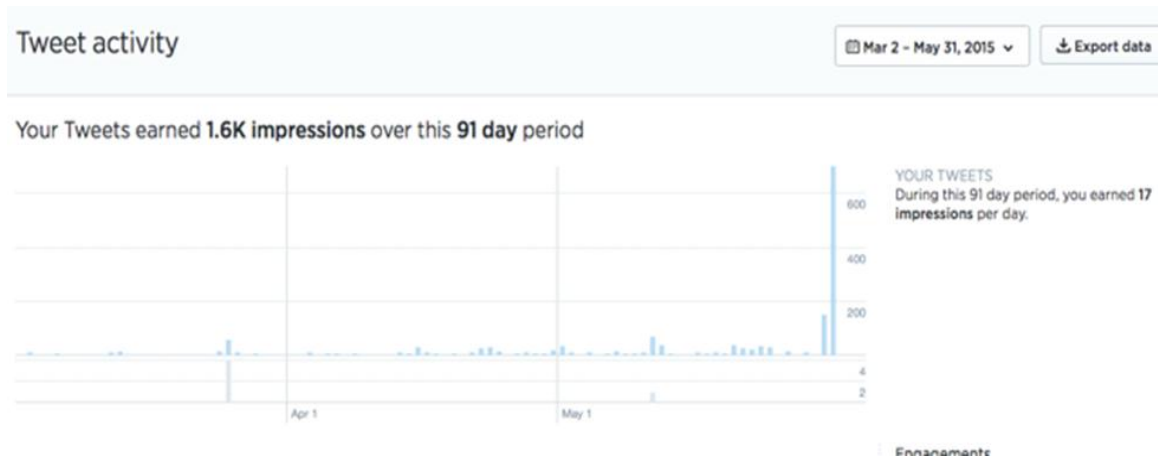 Tweet activity
Mar 2 – May 31, 2015
Export data
Your Tweets earned 1.6K impressions over this 91 day period
YOUR TWEETS
During this 91 day period, you earned 17
impressions per day.
600
400
200
4
2
Apr 1
May 1
Engagements